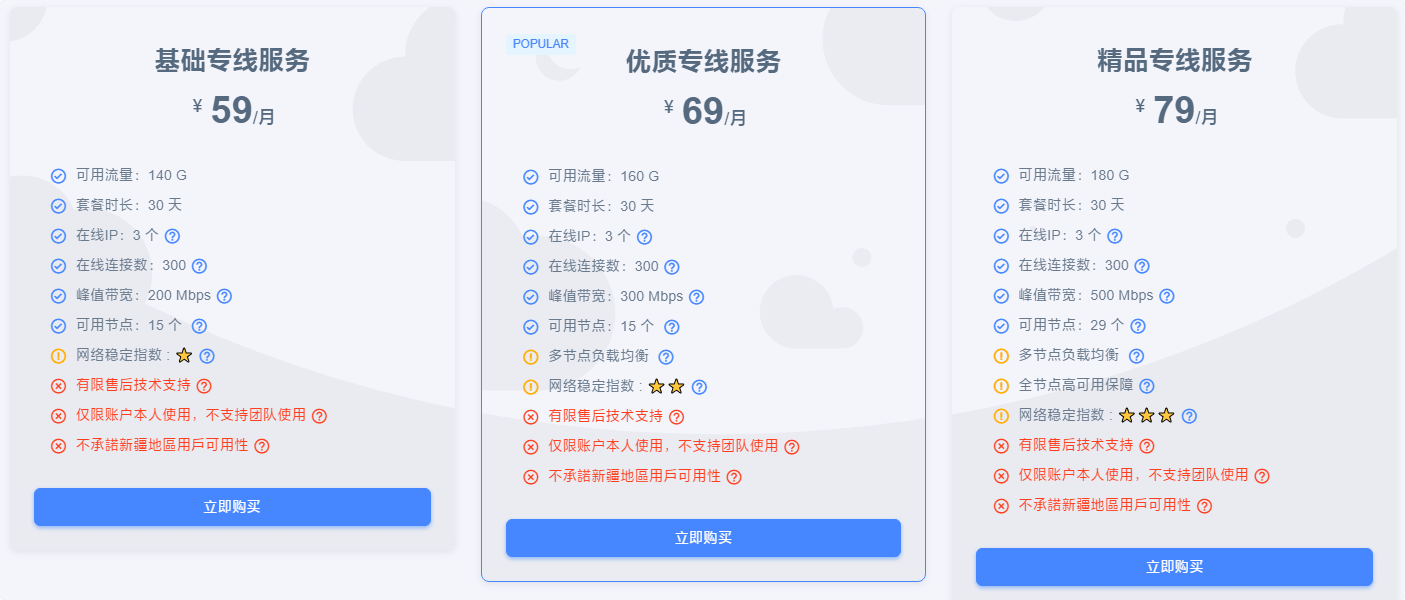 基础专线服务
¥ 59/月
可用流量：140 G
套餐时长：30 天
在线IP：3 个
在线连接数：300
峰值带宽：200 Mbps
可用节点：15 个
网络稳定指数 :
有限售后技术支持
仅限账户本人使用，不支持团队使用
不承諾新疆地區用戶可用性
立即购买
POPULAR
优质专线服务
¥ 69/月
可用流量：160 G
套餐时长：30 天
在线IP：3 个
在线连接数：300
峰值带宽：300 Mbps
可用节点：15 个
多节点负载均衡
网络稳定指数 :
有限售后技术支持
仅限账户本人使用，不支持团队使用
不承諾新疆地區用戶可用性
立即购买
精品专线服务
¥ 79/月
可用流量：180 G
套餐时长：30 天
在线IP：3 个
在线连接数：300
峰值带宽：500 Mbps
可用节点：29 个
多节点负载均衡
全节点高可用保障
网络稳定指数 :
有限售后技术支持
仅限账户本人使用，不支持团队使用
不承諾新疆地區用戶可用性
立即购买